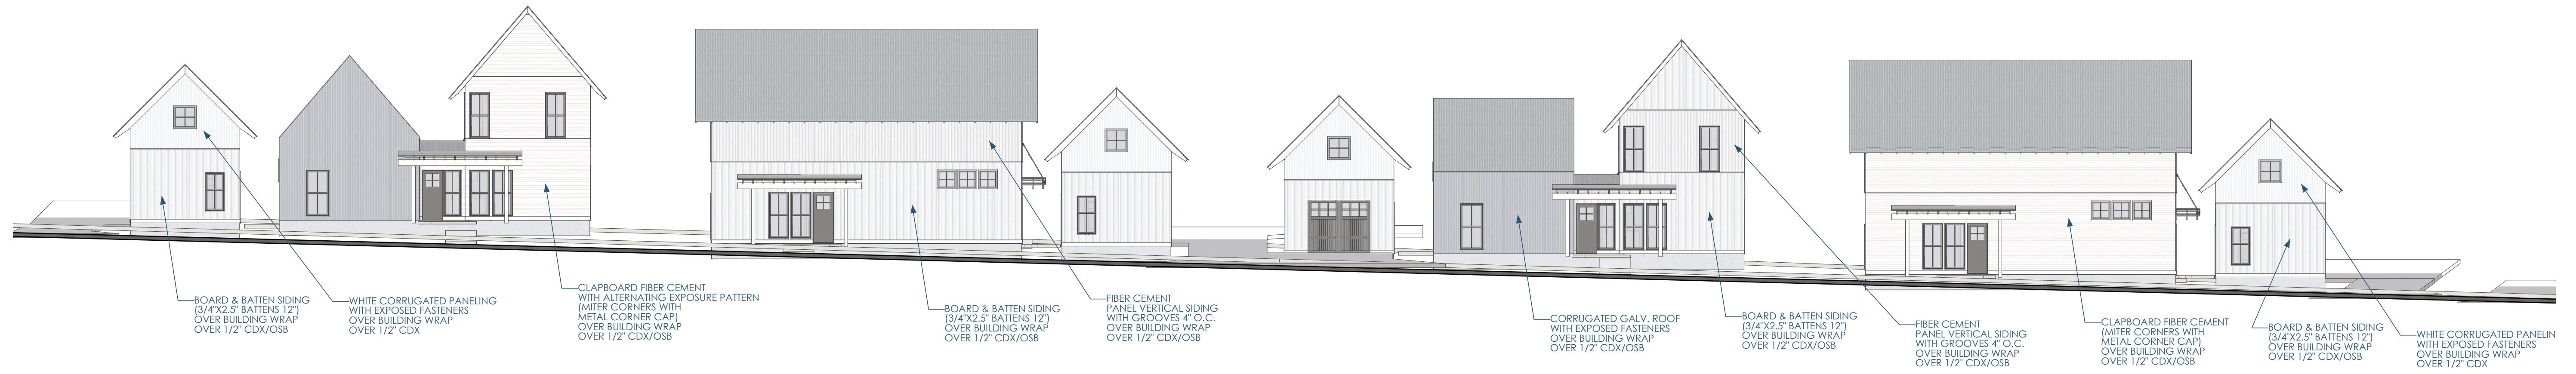 BOARD & BATTEN SIDING
(3/4"X2.5" BATTENS 12")
OVER BUILDING WRAP
OVER 1/2" CDX/OSB
WHITE CORRUGATED PANELING
WITH EXPOSED FASTENERS
OVER BUILDING WRAP
OVER 1/2" CDX
CLAPBOARD FIBER CEMENT
WITH ALTERNATING EXPOSURE PATTERN
(MITER CORNERS WITH
METAL CORNER CAP)
OVER BUILDING WRAP
OVER 1/2" CDX/OSB
BOARD & BATTEN SIDING
(3/4"X2.5" BATTENS 12")
OVER BUILDING WRAP
OVER 1/2" CDX/OSB
FIBER CEMENT
PANEL VERTICAL SIDING
WITH GROOVES 4" O.C.
OVER BUILDING WRAP
OVER 1/2" CDX/OSB
CORRUGATED GALV. ROOF
WITH EXPOSED FASTENERS
OVER BUILDING WRAP
OVER 1/2" CDX/OSB
BOARD & BATTEN SIDING
(3/4"X2.5" BATTENS 12")
OVER BUILDING WRAP
OVER 1/2" CDX/OSB
FIBER CEMENT
PANEL VERTICAL SIDING
WITH GROOVES 4" O.C.
OVER BUILDING WRAP
OVER 1/2" CDX/OSB
CLAPBOARD FIBER CEMENT
(MITER CORNERS WITH
METAL CORNER CAP)
OVER BUILDING WRAP
OVER 1/2" CDX/OSB
BOARD & BATTEN SIDING
(3/4"X2.5" BATTENS 12")
OVER BUILDING WRAP
OVER 1/2" CDX/OSB
WHITE CORRUGATED PANELIN
WITH EXPOSED FASTENERS
OVER BUILDING WRAP
OVER 1/2" CDX